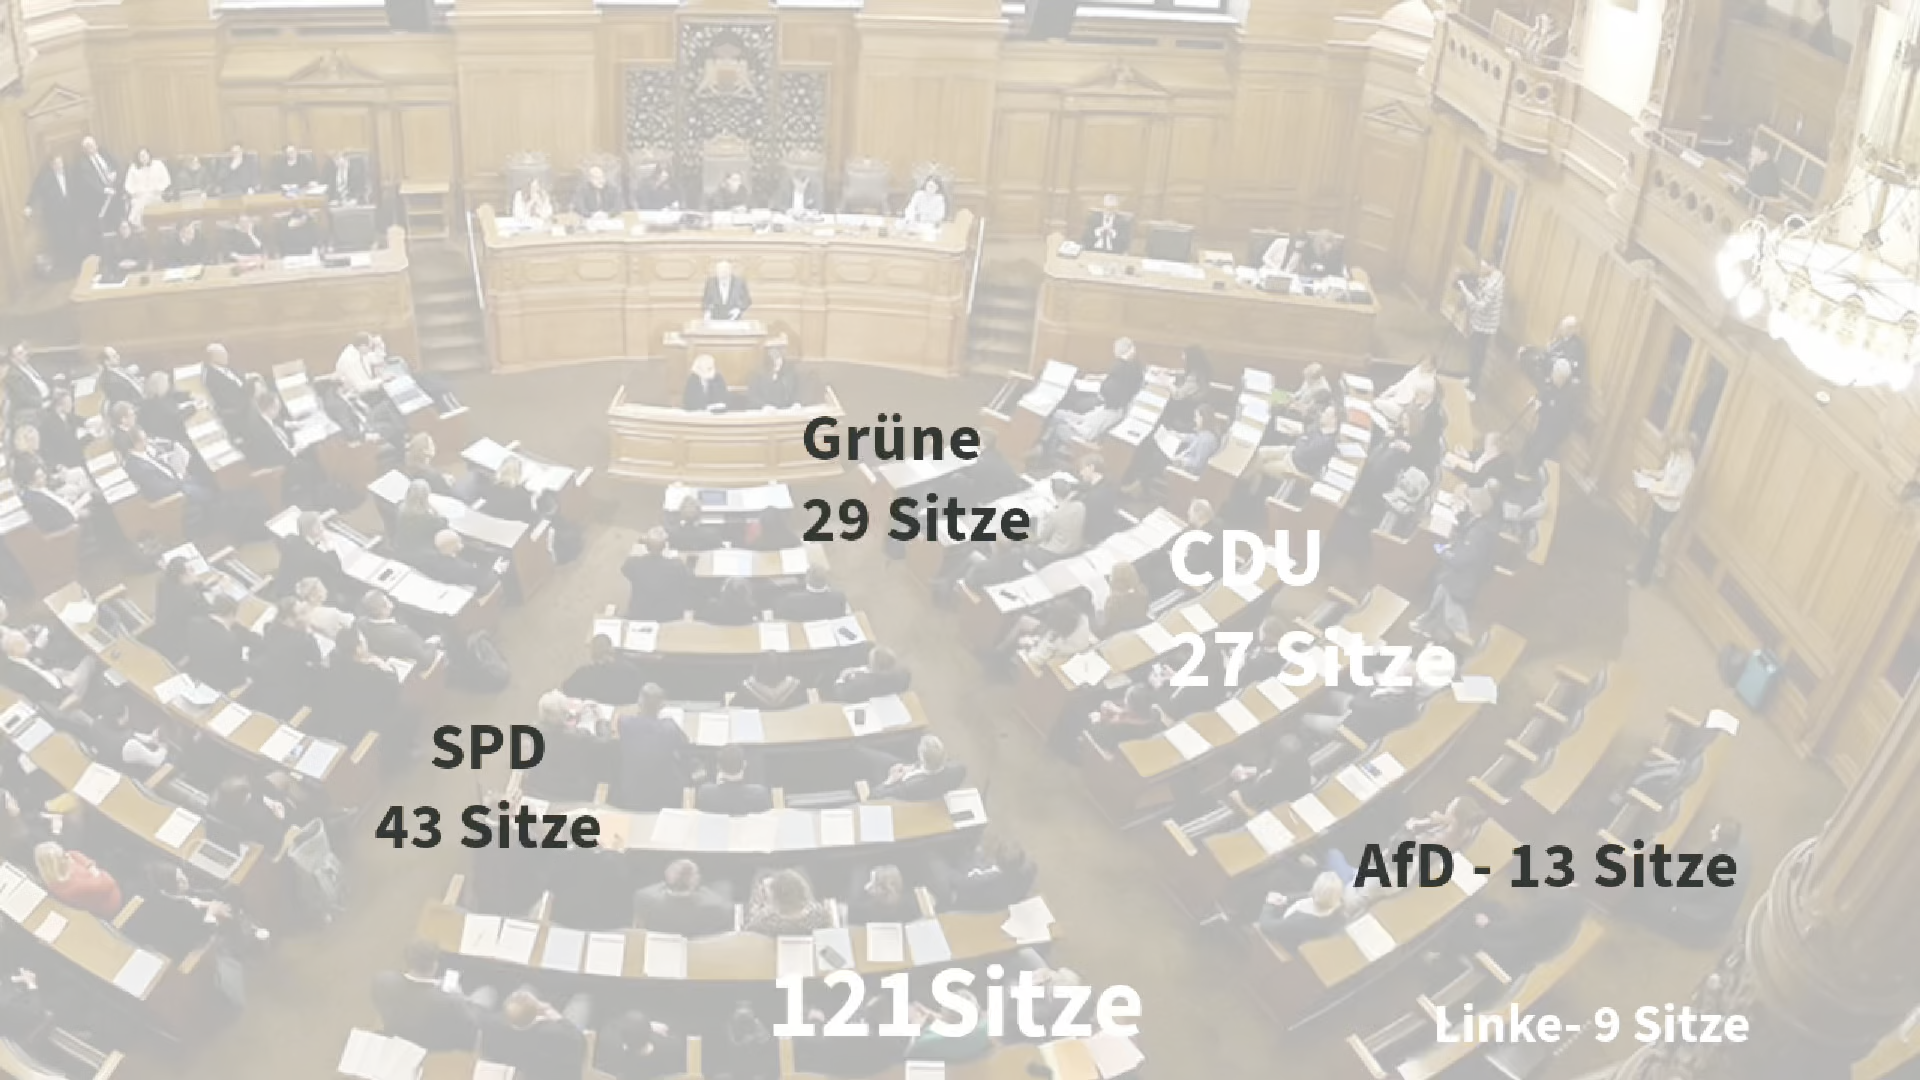 Grüne
29 Sitze
CDU
27 Sitze
SPD
43 Sitze
AfD - 13 Sitze
121Sitze
Linke- 9 Sitze